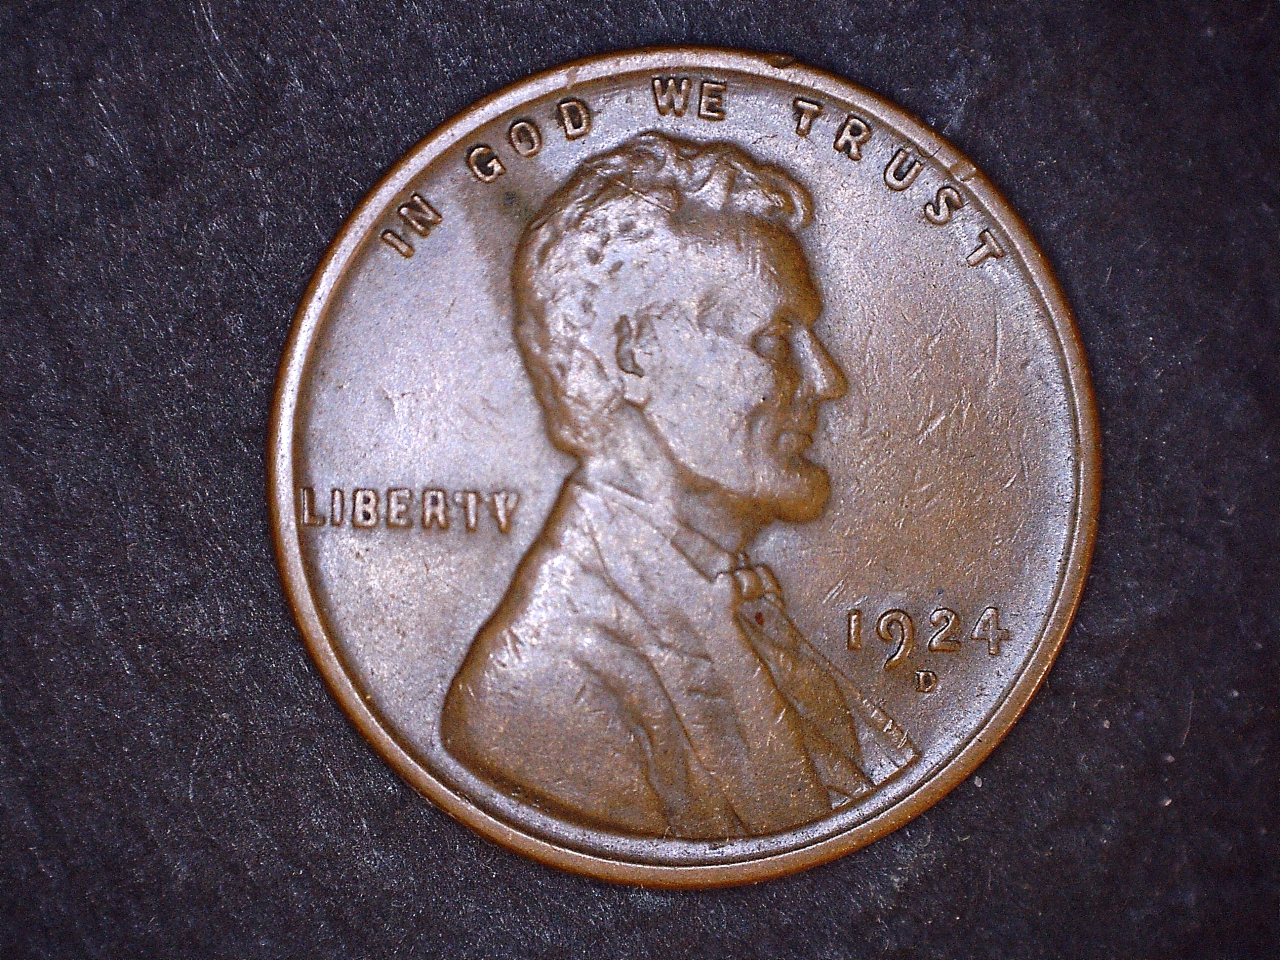 IN GOD WE TRUST
LIBERTY
1924
D